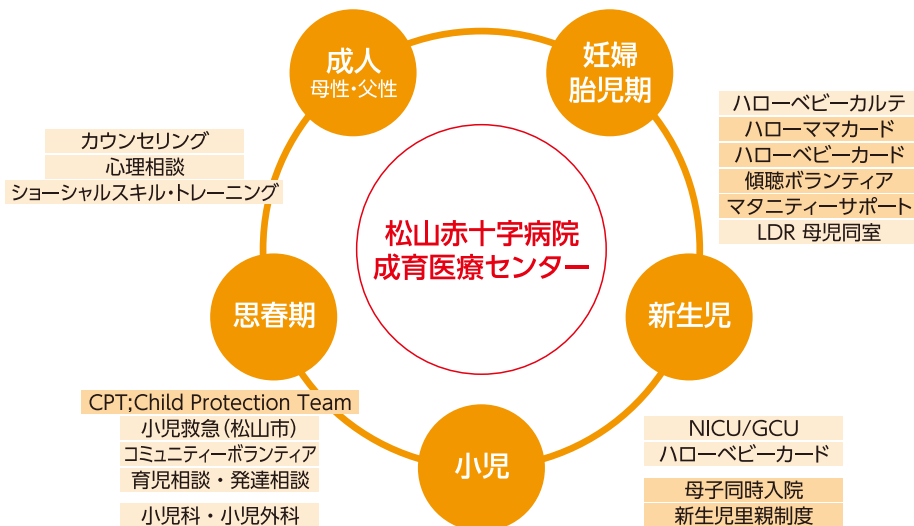 成人
母性・父性
妊婦
胎児期
ハローベビーカルテ
ハローママカード
ハローベビーカード
傾聴ボランティア
マタニティーサポート
LDR 母児同室
カウンセリング
心理相談
ショーシャルスキル・トレーニング
松山赤十字病院
成育医療センター
思春期
新生児
CPT;Child Protection Team
小児救急（松山市）
コミュニティーボランティア
育児相談・発達相談
小児科・小児外科
小児
NICU/GCU
ハローベビーカード
母子同時入院
新生児里親制度